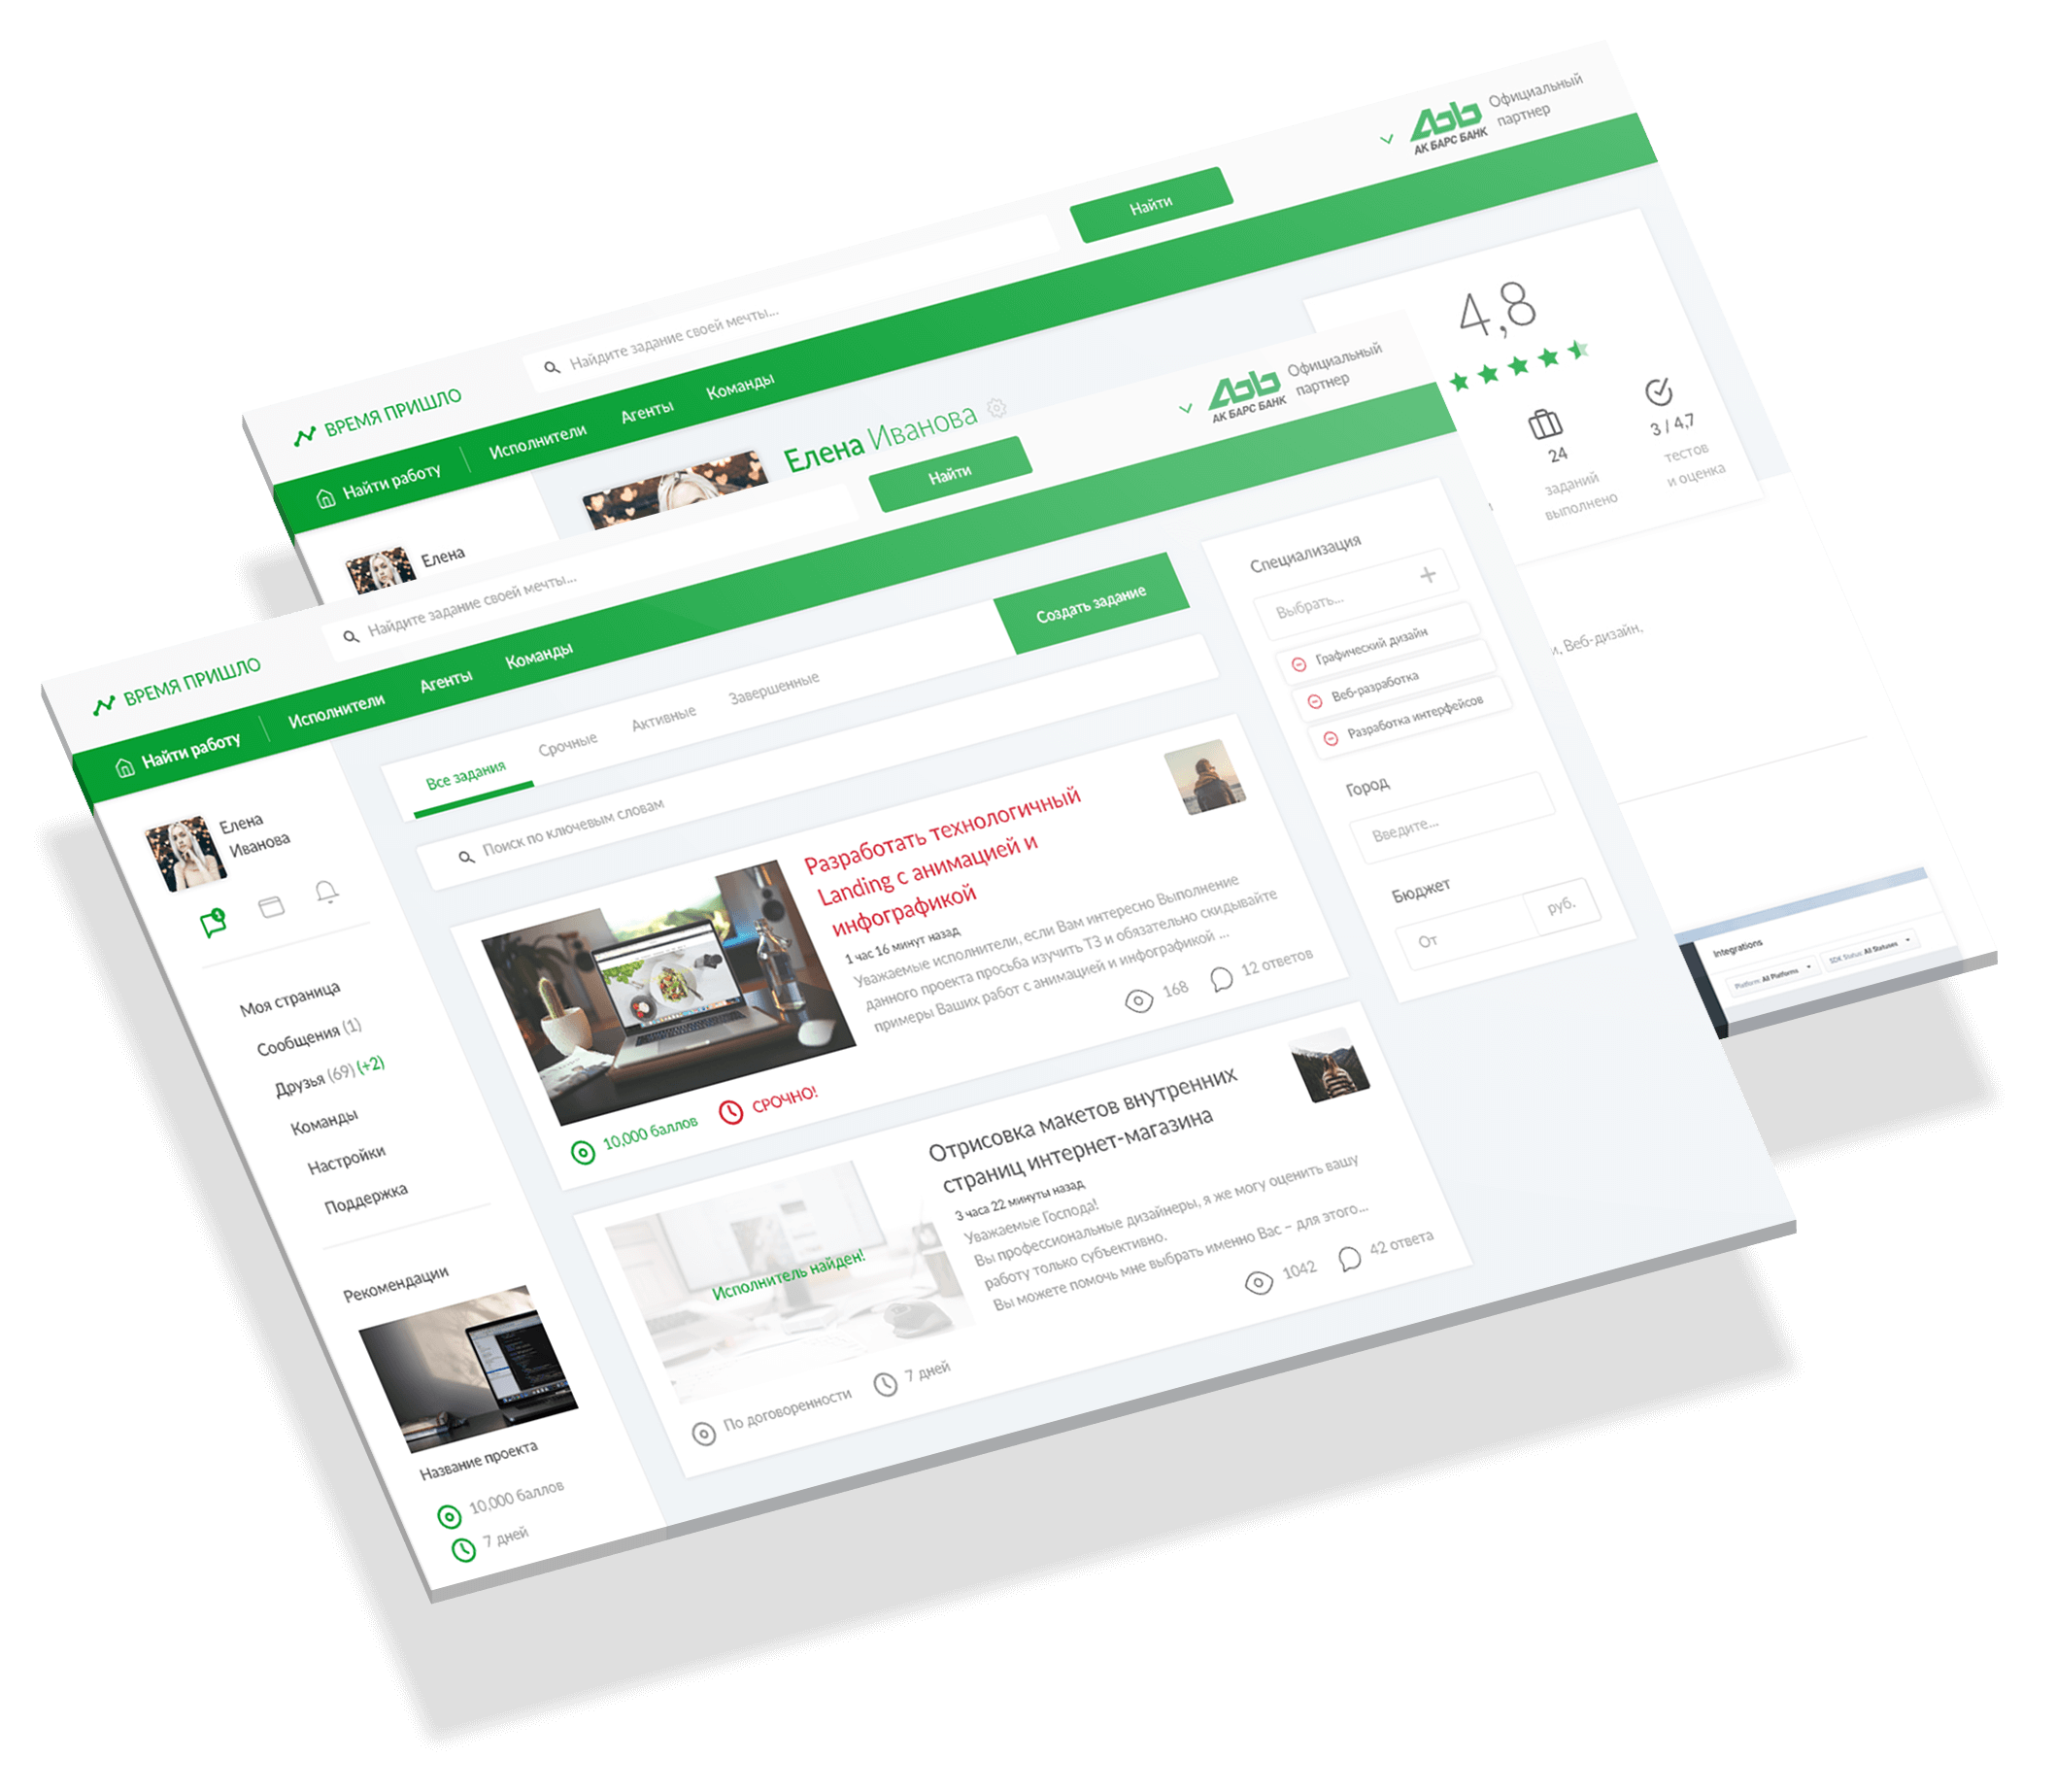 Официальный
партнер
АК БАРС БАНК
Найти
Найдите задание своей мечты...
ВРЕМЯ ПРИШЛО
Найти работу
Исполнители
Агенты
Команды
4,8
24
заданий
выполнено
3 / 4,7
тестов
и оценка
Елена Иванова
Елена
Веб-дизайн,
Integrations
Platform: All Platforms
SDK Status: All Statuses
Официальный
партнер
АК БАРС БАНК
Найти
Найдите задание своей мечты...
ВРЕМЯ ПРИШЛО
Найти работу
Исполнители
Агенты
Команды
Елена
Иванова
1
Моя страница
Сообщения (1)
Друзья (69) (+2)
Команды
Настройки
Поддержка
Рекомендации
Название проекта
10,000 баллов
7 дней
Все задания
Срочные
Активные
Завершенные
Создать задание
Поиск по ключевым словам
Разработать технологичный
Landing с анимацией и
инфографикой
1 час 16 минут назад
Уважаемые исполнители, если Вам интересно Выполнение
данного проекта просьба изучить ТЗ и обязательно скидывайте
примеры Ваших работ с анимацией и инфографикой ...
168
12 ответов
10,000 баллов
СРОЧНО!
Отрисовка макетов внутренних
страниц интернет-магазина
3 часа 22 минуты назад
Уважаемые Господа!
Вы профессиональные дизайнеры, я же могу оценить вашу
работу только субъективно.
Вы можете помочь мне выбрать именно Вас – для этого...
1042
42 ответа
Исполнитель найден!
По договоренности
7 дней
Специализация
Выбрать...
Графический дизайн
Веб-разработка
Разработка интерфейсов
Город
Введите...
Бюджет
От
руб.